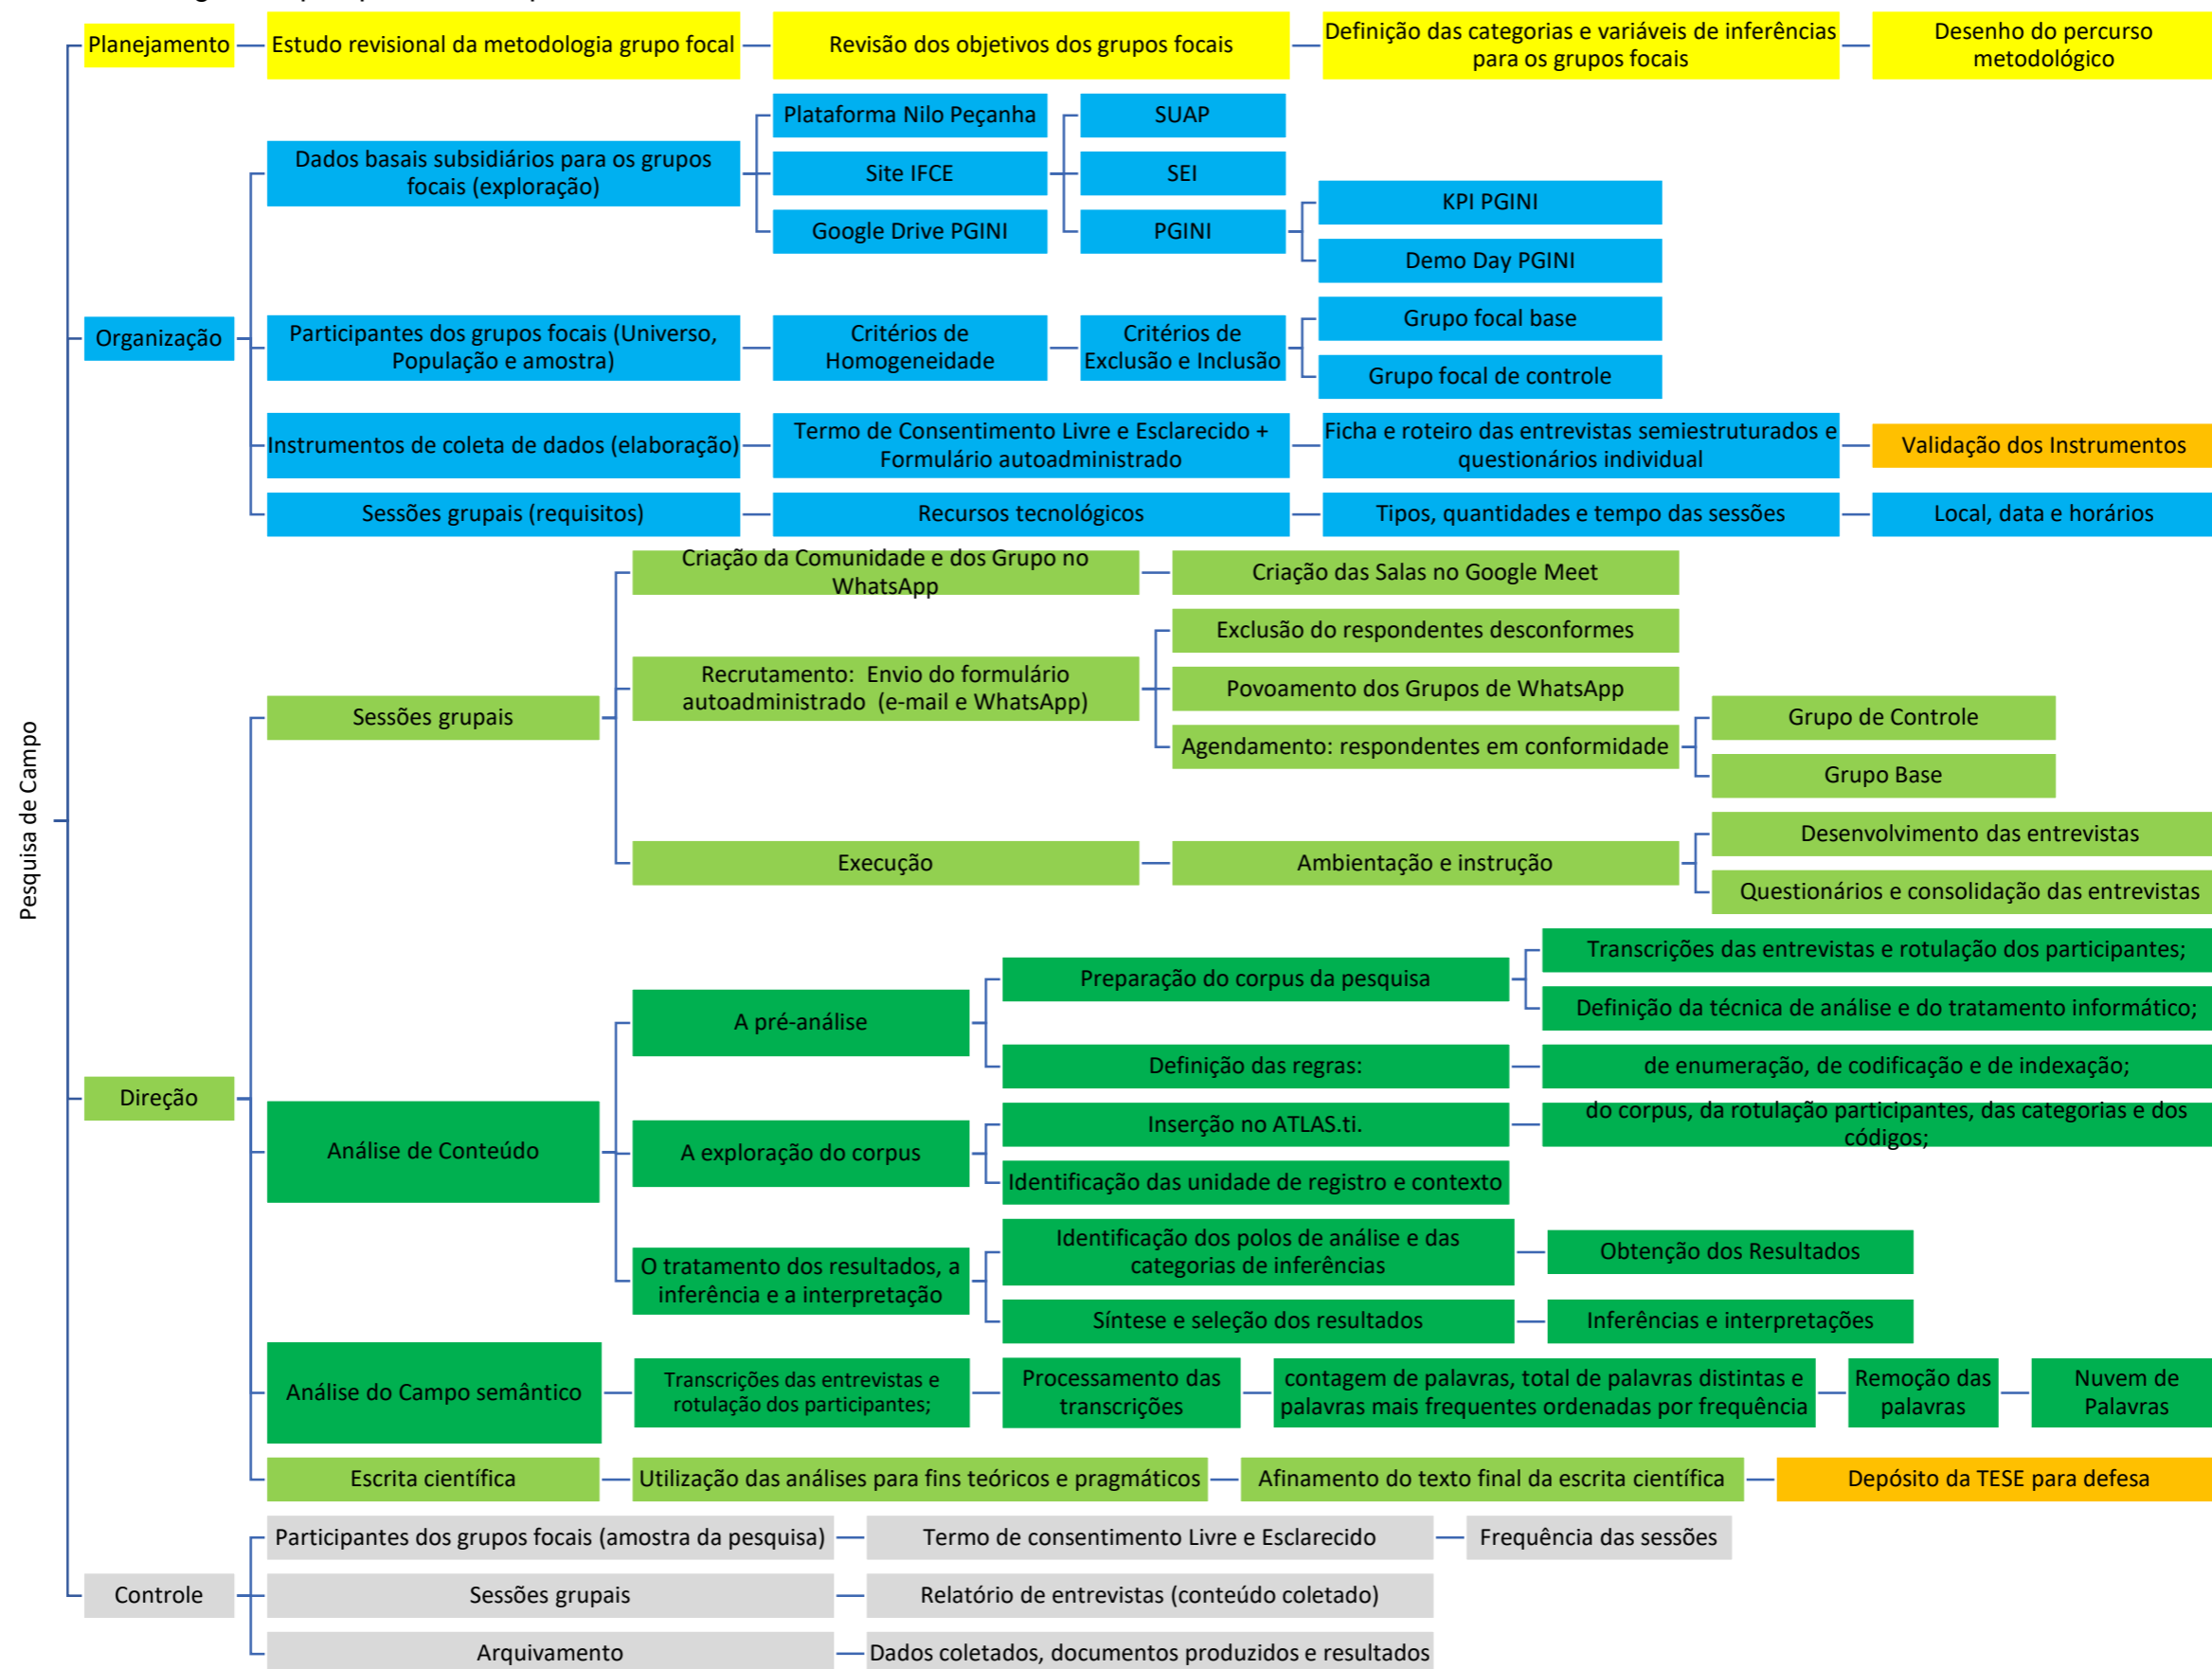 Planejamento
Estudo revisional da metodologia grupo focal
Revisão dos objetivos dos grupos focais
Definição das categorias e variáveis de inferências
para os grupos focais
Desenho do percurso
metodológico
Organização
Dados basais subsidiários para os grupos
focais (exploração)
Plataforma Nilo Peçanha
Site IFCE
Google Drive PGINI
SUAP
SEI
PGINI
KPI PGINI
Demo Day PGINI
Participantes dos grupos focais (Universo,
População e amostra)
Critérios de
Homogeneidade
Critérios de
Exclusão e Inclusão
Grupo focal base
Grupo focal de controle
Instrumentos de coleta de dados (elaboração)
Termo de Consentimento Livre e Esclarecido +
Formulário autoadministrado
Ficha e roteiro das entrevistas semiestruturados e
questionários individual
Validação dos Instrumentos
Sessões grupais (requisitos)
Recursos tecnológicos
Tipos, quantidades e tempo das sessões
Local, data e horários
Pesquisa de Campo
Direção
Sessões grupais
Criação da Comunidade e dos Grupo no
WhatsApp
Criação das Salas no Google Meet
Recrutamento: Envio do formulário
autoadministrado (e-mail e WhatsApp)
Exclusão do respondentes desconformes
Povoamento dos Grupos de WhatsApp
Agendamento: respondentes em conformidade
Grupo de Controle
Grupo Base
Execução
Ambientação e instrução
Desenvolvimento das entrevistas
Questionários e consolidação das entrevistas
Análise de Conteúdo
A pré-análise
Preparação do corpus da pesquisa
Transcrições das entrevistas e rotulação dos participantes;
Definição da técnica de análise e do tratamento informático;
Definição das regras:
de enumeração, de codificação e de indexação;
A exploração do corpus
Inserção no ATLAS.ti.
do corpus, da rotulação participantes, das categorias e dos
códigos;
Identificação das unidade de registro e contexto
O tratamento dos resultados, a
inferência e a interpretação
Identificação dos polos de análise e das
categorias de inferências
Obtenção dos Resultados
Síntese e seleção dos resultados
Inferências e interpretações
Análise do Campo semântico
Transcrições das entrevistas e
rotulação dos participantes;
Processamento das
transcrições
contagem de palavras, total de palavras distintas e
palavras mais frequentes ordenadas por frequência
Remoção das
palavras
Nuvem de
Palavras
Escrita científica
Utilização das análises para fins teóricos e pragmáticos
Afinamento do texto final da escrita científica
Depósito da TESE para defesa
Controle
Participantes dos grupos focais (amostra da pesquisa)
Termo de consentimento Livre e Esclarecido
Frequência das sessões
Sessões grupais
Relatório de entrevistas (conteúdo coletado)
Arquivamento
Dados coletados, documentos produzidos e resultados